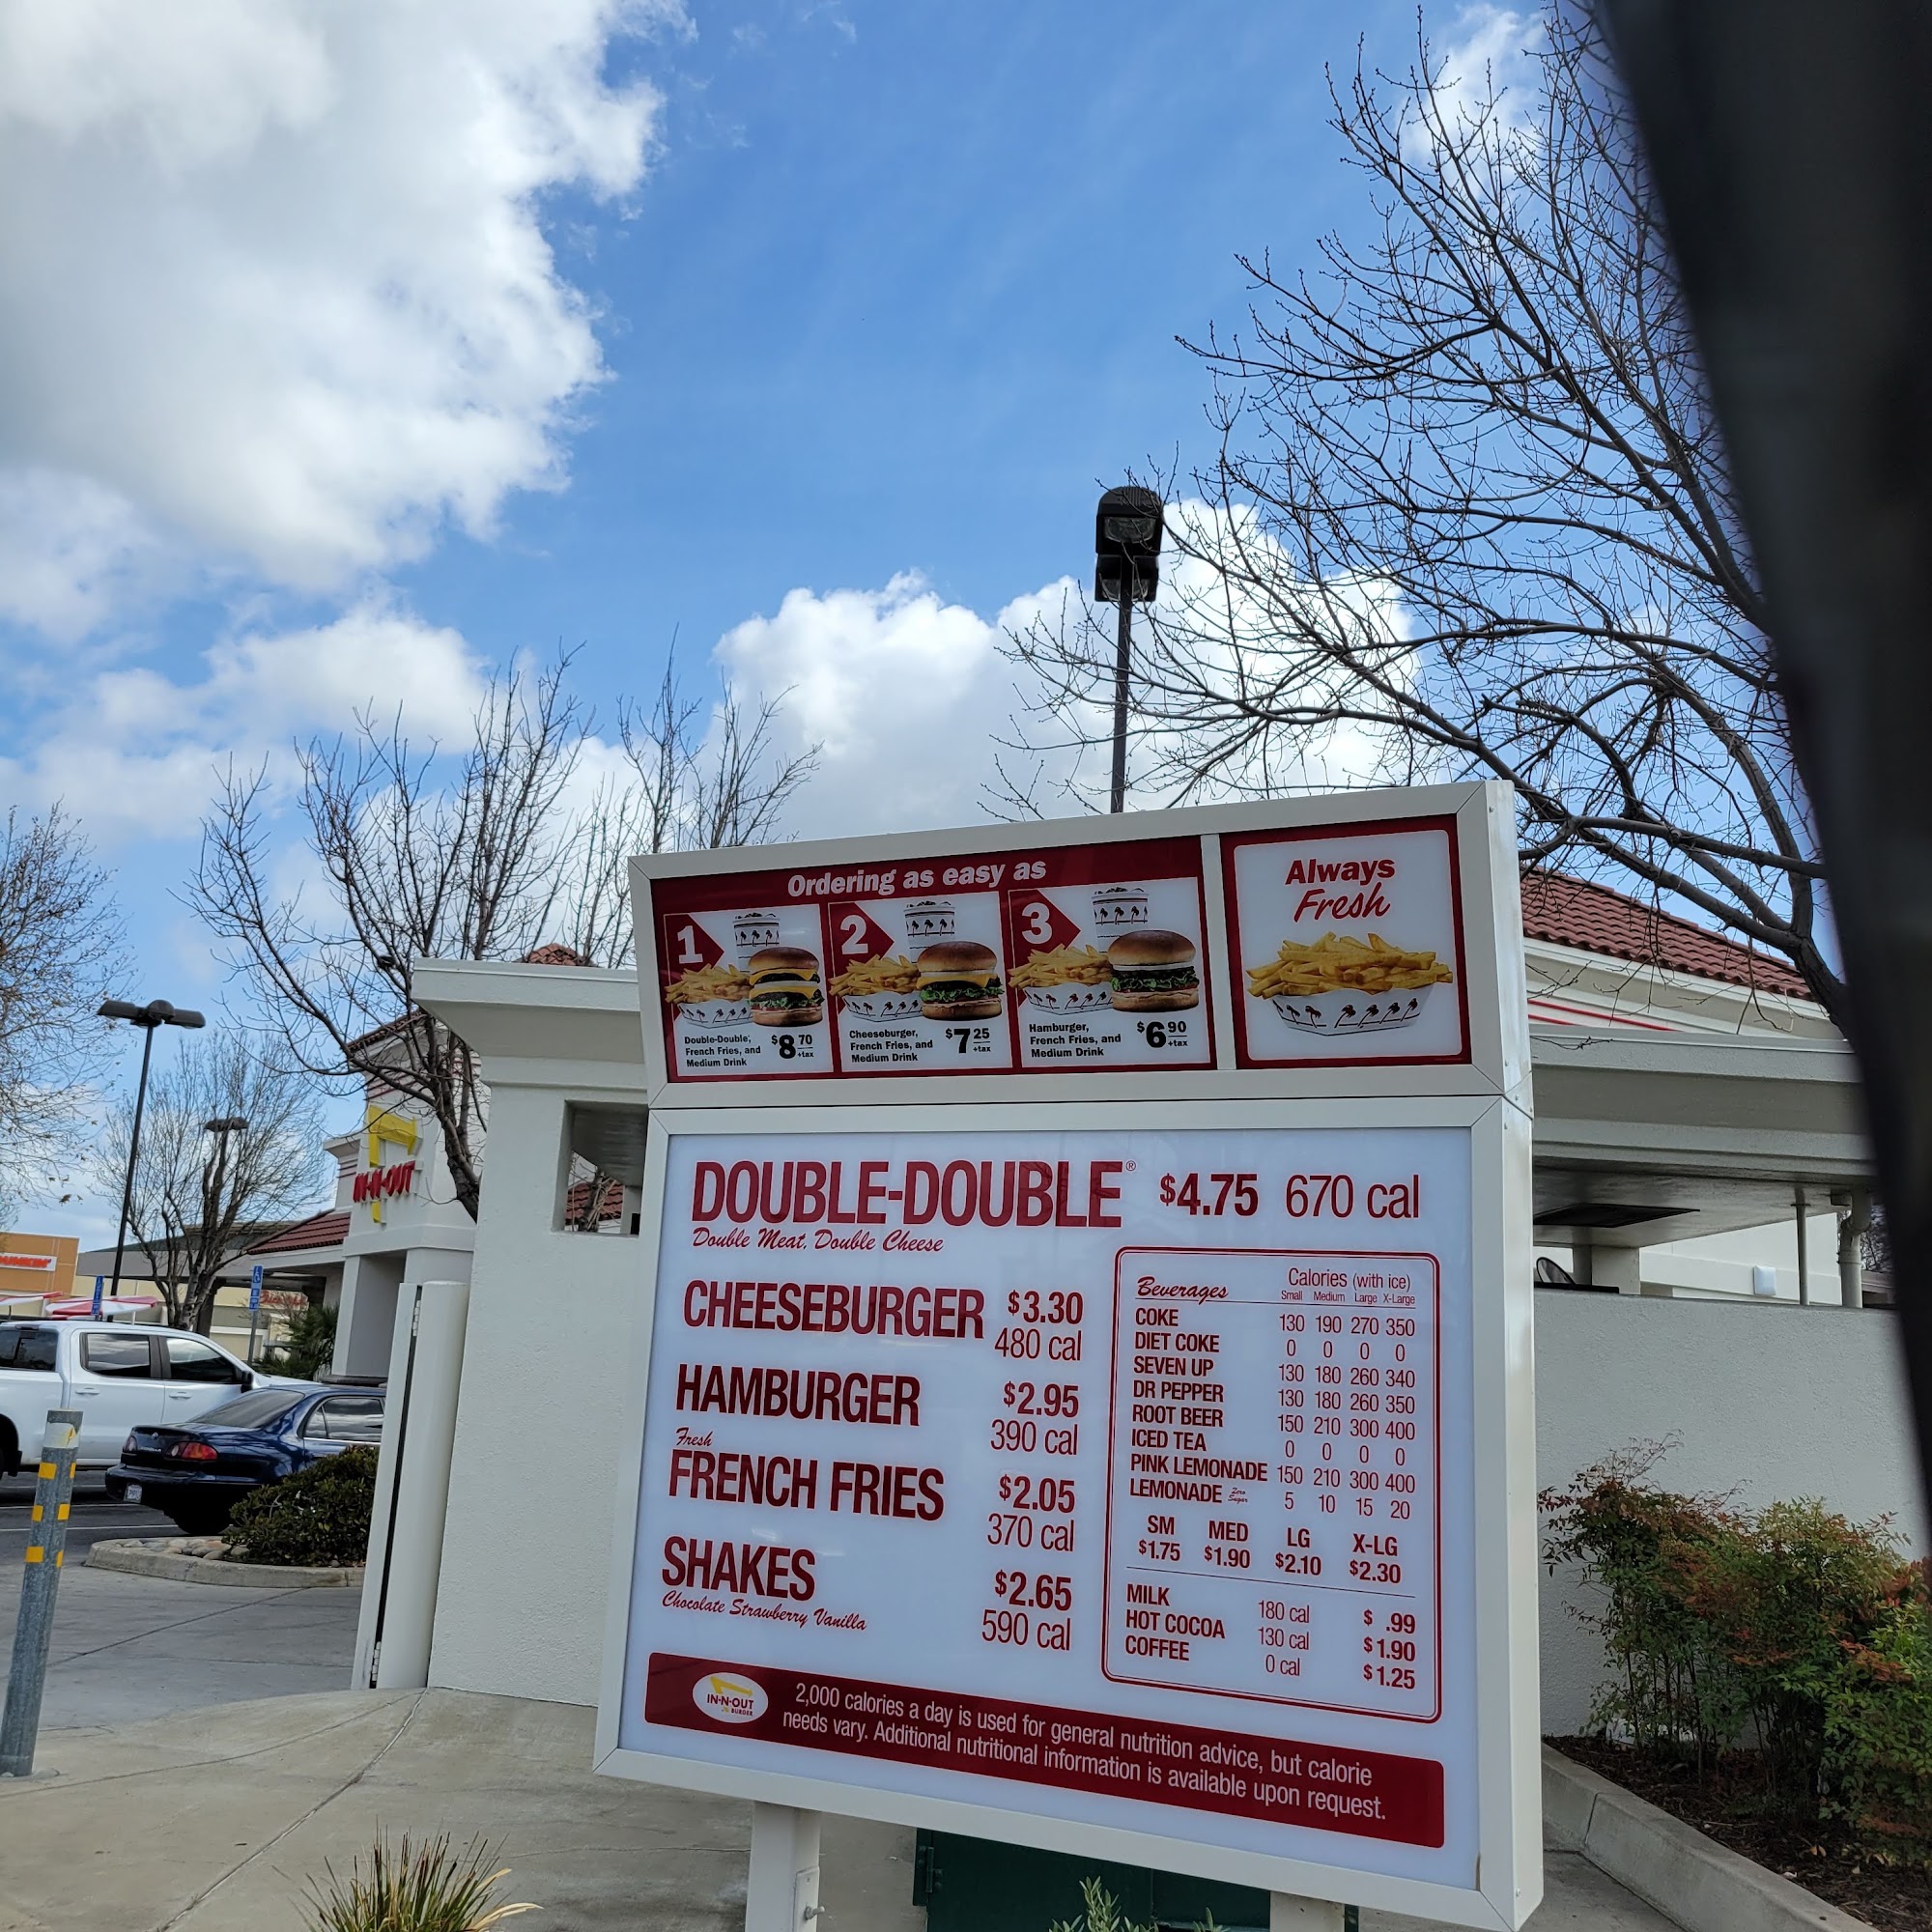 Ordering as easy as
1
Double-Double,
French Fries, and
Medium Drink
$8.70
+tax
2
Cheeseburger,
French Fries, and
Medium Drink
$7.25
+tax
3
Hamburger,
French Fries, and
Medium Drink
$6.90
+tax
Always
Fresh
DOUBLE-DOUBLE® $4.75 670 cal
Double Meat, Double Cheese
CHEESEBURGER $3.30
480 cal
HAMBURGER $2.95
390 cal
Fresh
FRENCH FRIES $2.05
370 cal
SHAKES $2.65
Chocolate Strawberry Vanilla
590 cal
Beverages Calories (with ice)
Small Medium Large X-Large
COKE 130 190 270 350
DIET COKE 0 0 0 0
SEVEN UP 130 180 260 340
DR PEPPER 130 180 260 350
ROOT BEER 150 210 300 400
ICED TEA 0 0 0 0
PINK LEMONADE 150 210 300 400
LEMONADE Zero Sugar 5 10 15 20
SM MED LG X-LG
$1.75 $1.90 $2.10 $2.30
MILK 180 cal $ .99
HOT COCOA 130 cal $1.90
COFFEE 0 cal $1.25
IN-N-OUT
BURGER
2,000 calories a day is used for general nutrition advice, but calorie
needs vary. Additional nutritional information is available upon request.
IN-N-OUT